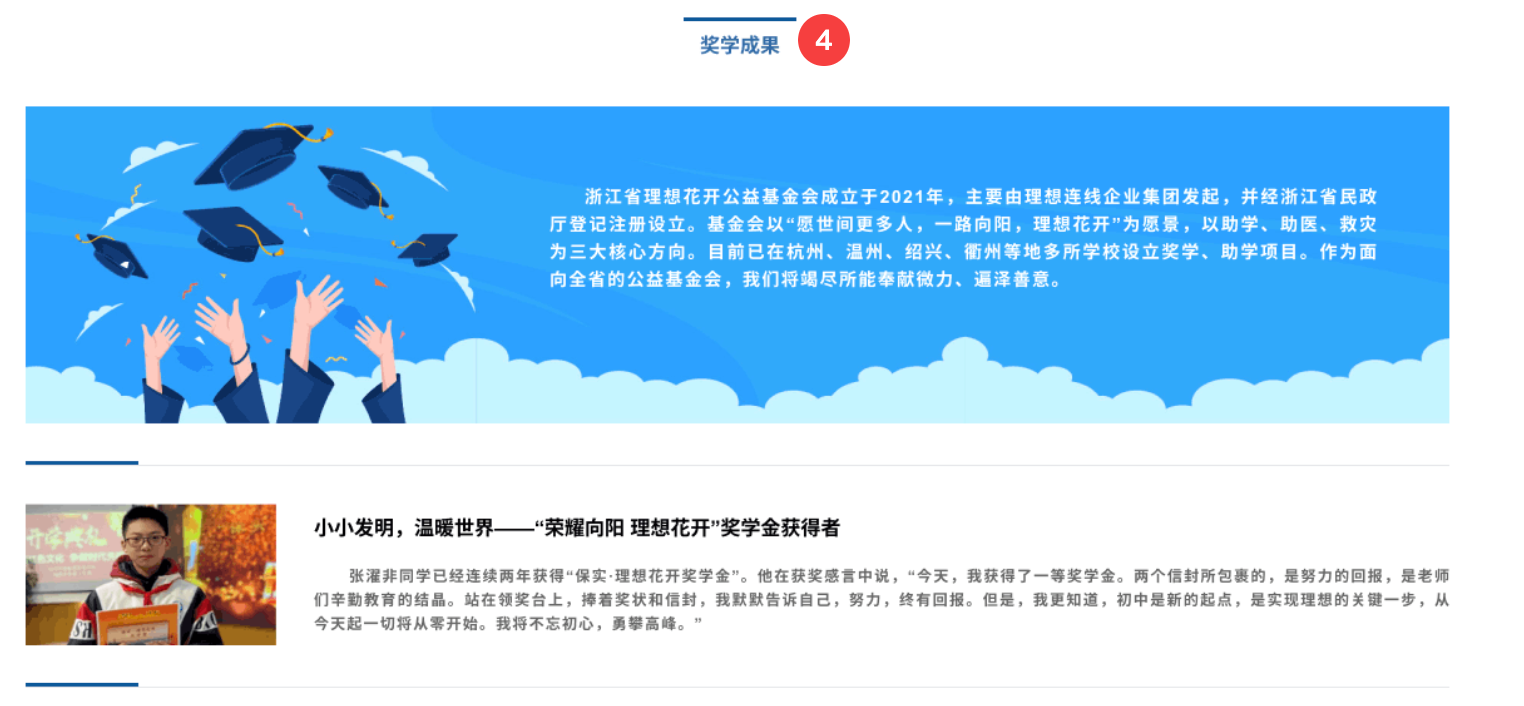 奖学成果
4
浙江省理想花开公益基金会成立于2021年，主要由理想连线企业集团发起，并经浙江省民政
厅登记注册设立。基金会以“愿世间更多人，一路向阳，理想花开”为愿景，以助学、助医、救灾
为三大核心方向。目前已在杭州、温州、绍兴、衢州等地多所学校设立奖学、助学项目。作为面
向全省的公益基金会，我们将竭尽所能奉献微力、遍泽善意。
开学典礼
小小发明，温暖世界——“荣耀向阳 理想花开”奖学金获得者
张濯非同学已经连续两年获得“保实·理想花开奖学金”。他在获奖感言中说，“今天，我获得了一等奖学金。两个信封所包裹的，是努力的回报，是老师
们辛勤教育的结晶。站在领奖台上，捧着奖状和信封，我默默告诉自己，努力，终有回报。但是，我更知道，初中是新的起点，是实现理想的关键一步，从
今天起一切将从零开始。我将不忘初心，勇攀高峰。”